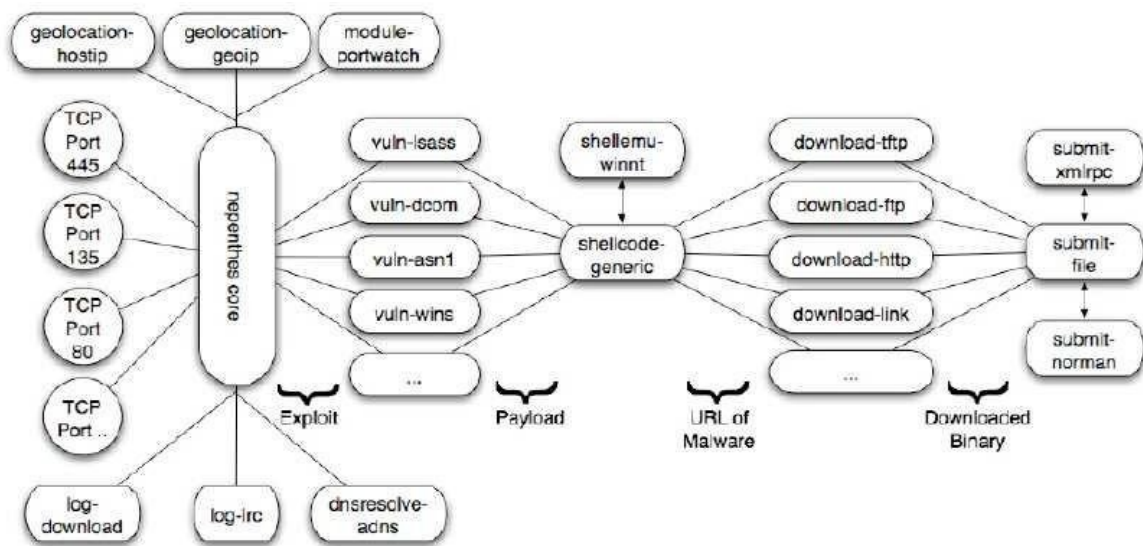 geolocation-
hostip
geolocation-
geoip
module-
portwatch
TCP
Port
445
TCP
Port
135
TCP
Port
80
TCP
Port ..
nepenthes core
vuln-lsass
vuln-dcom
vuln-asn1
vuln-wins
...
shellemu-
winnt
shellcode-
generic
download-tftp
download-ftp
download-http
download-link
...
submit-
xmlrpc
submit-
file
submit-
norman
Exploit
Payload
URL of
Malware
Downloaded
Binary
log-
download
log-irc
dnsresolve-
adns